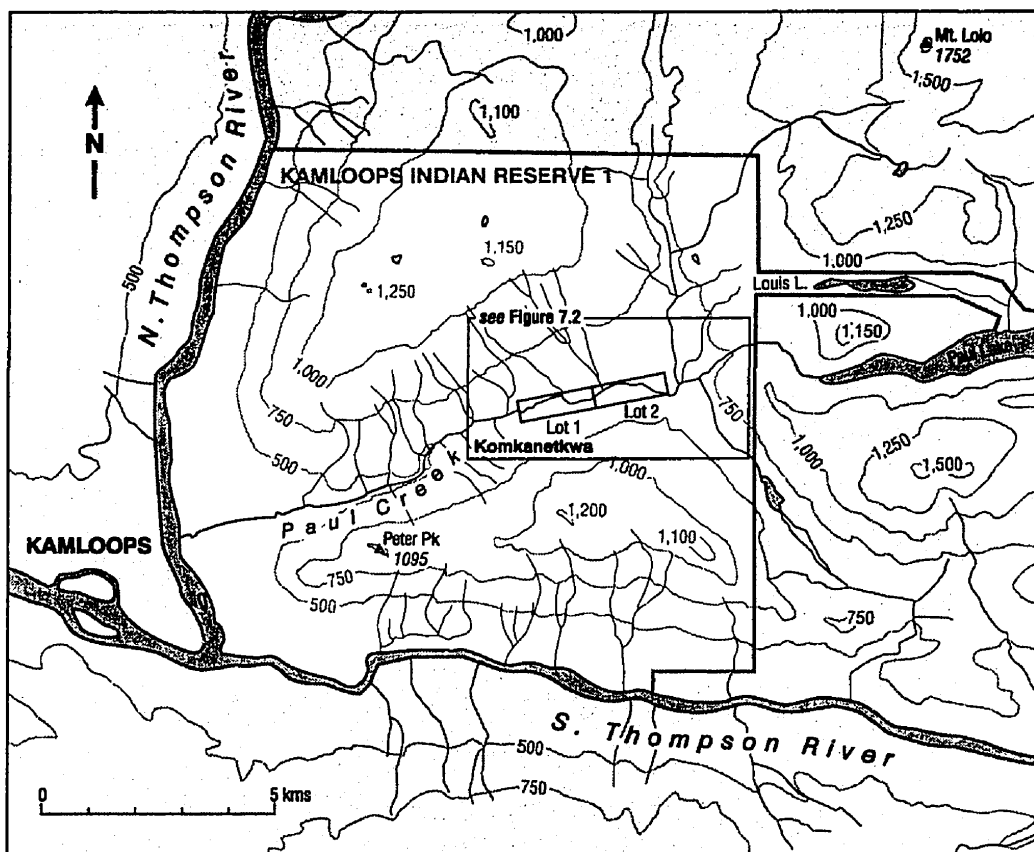 1,000
Mt. Lolo
1752
500
1,500
1,100
N
N. Thompson River
KAMLOOPS INDIAN RESERVE 1
1,250
1,150
500
1,250
1.000
Louis L.
see Figure 7.2
1.000
1,150
Paul Lake
1.000
750
Lot 2
750
Lot 1
Komkanetkwa
1,250
500
1.000
1,000
1,500
Paul Creek
1,200
KAMLOOPS
Peter Pk
1095
1,100
750
500
750
S. Thompson River
500
750
0 5 kms